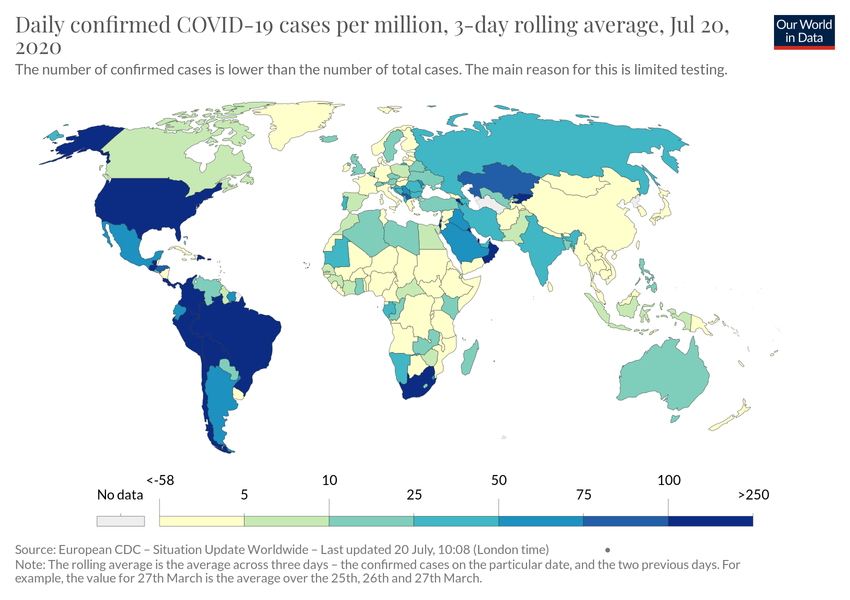 Daily confirmed COVID-19 cases per million, 3-day rolling average, Jul 20,
2020
Our World
in Data
The number of confirmed cases is lower than the number of total cases. The main reason for this is limited testing.
<-58 10 50 100
No data 5 25 75 >250
Source: European CDC – Situation Update Worldwide – Last updated 20 July, 10:08 (London time)
Note: The rolling average is the average across three days – the confirmed cases on the particular date, and the two previous days. For
example, the value for 27th March is the average over the 25th, 26th and 27th March.